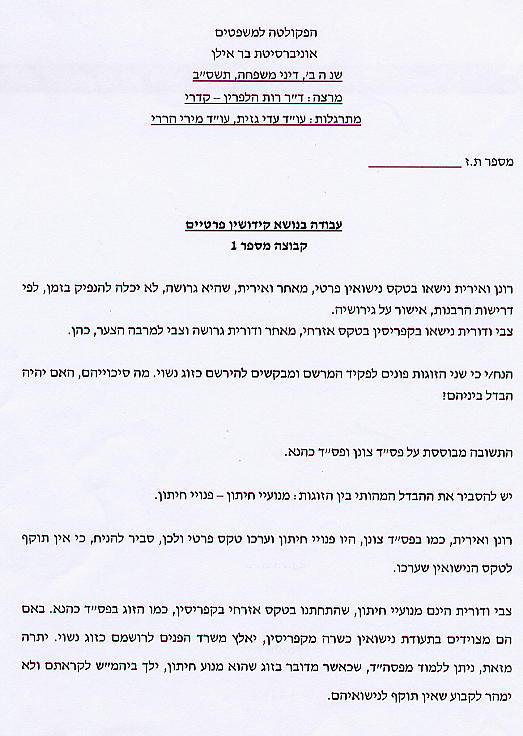 הפקולטה למשפטים
אוניברסיטת בר אילן
שנה ב', דיני משפחה, תשס״ב
מרצה: ד״ר רות הלפרין – קדרי
מתרגלות: עו״ד עדי גזית, עו״ד מירי הררי
מספר ת.ז ____________
עבודה בנושא קידושין פרטיים
קבוצה מספר 1
רונן ואירית נישאו בטקס נישואין פרטי, מאחר ואירית, שהיא גרושה, לא יכלה להנפיק בזמן, לפי
דרישות הרבנות, אישור על גירושיה.
צבי ודורית נישאו בקפריסין בטקס אזרחי, מאחר ודורית גרושה וצבי למרבה הצער, כהן.
הנח/י כי שני הזוגות פונים לפקיד המרשם ומבקשים להירשם כזוג נשוי. מה סיכוייהם, האם יהיה
הבדל ביניהם?
התשובה מבוססת על פס״ד צונן ופס״ד כהנא.
יש להסביר את ההבדל המהותי בין הזוגות: מנועיי חיתון – פנויי חיתון.
רונן ואירית, כמו בפס״ד צונן, היו פנויי חיתון וערכו טקס פרטי ולכן, סביר להניח, כי אין תוקף
לטקס הנישואין שערכו.
צבי ודורית הינם מנועיי חיתון, שהתחתנו בטקס אזרחי בקפריסין, כמו הזוג בפס״ד כהנא. באם
הם מצוידים בתעודת נישואין כשרה מקפריסין, יאלץ משרד הפנים לרושמם כזוג נשוי. יתרה
מזאת, ניתן ללמוד מפסה״ד, שכאשר מדובר בזוג שהוא מנוע חיתון, ילך ביהמ״ש לקראתם ולא
ימהר לקבוע שאין תוקף לנישואיהם.